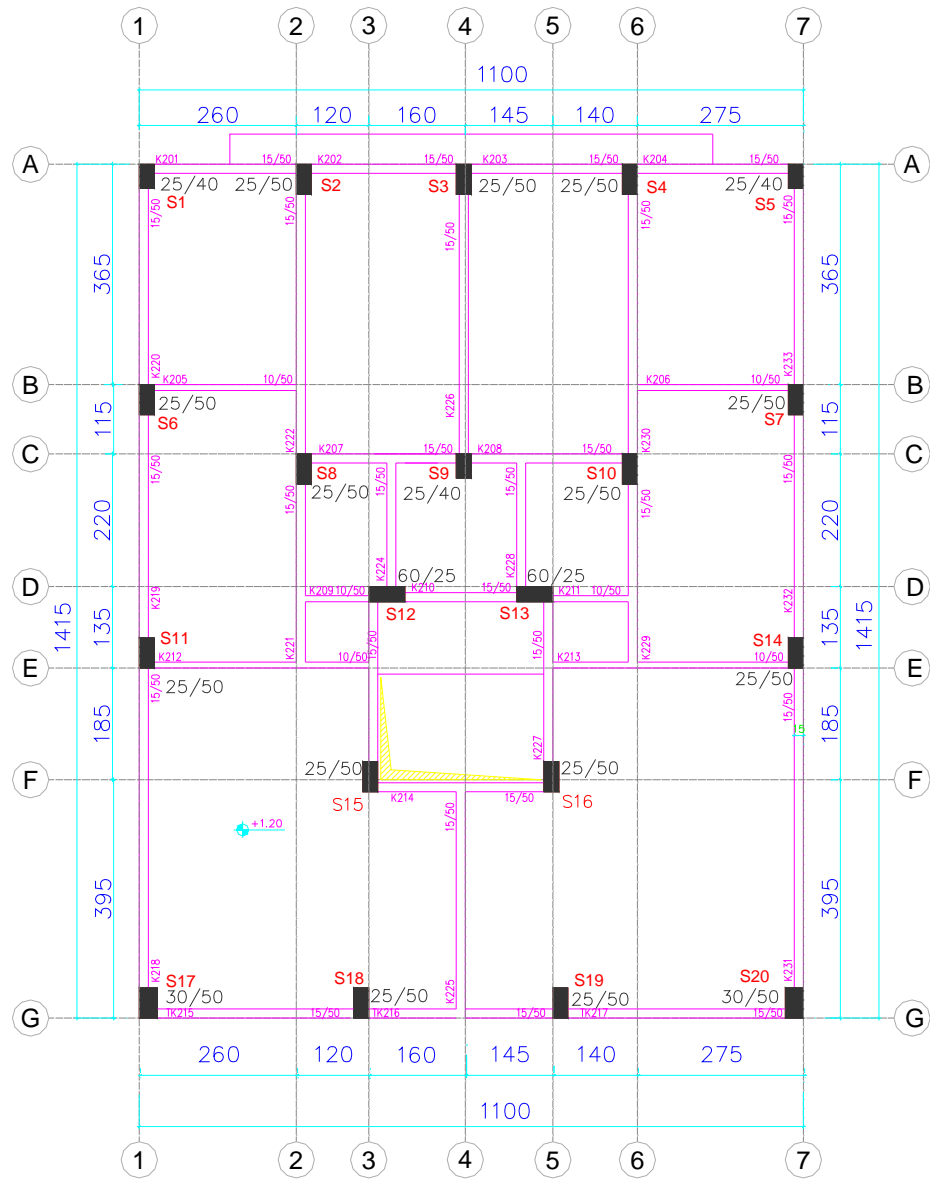 1 2 3 4 5 6 7
1100
260 120 160 145 140 275
A K201 15/50 K202 15/50 K203 15/50 K204 15/50 A
25/40 25/50 S2 S3 25/50 25/50 S4 25/40
S1 S5
15/50 15/50 15/50 15/50 15/50
365 365
K220 K233
B K205 10/50 K206 10/50 B
25/50 25/50
S6 K226 S7
115 115
K222 K230
C K207 15/50 K208 15/50 C
S8 S9 S10
15/50 15/50 15/50 15/50 15/50 15/50
25/50 25/40 25/50
220 220
K224 K228
60/25 60/25
D K209 10/50 K210 15/50 K211 10/50 D
K219 K232
S12 S13
1415 135 135 1415
S11 15/50 15/50 S14
K221 K229
E K212 10/50 K213 10/50 E
25/50 25/50
15/50 15/50
185 185
15
K227
25/50 25/50
F F
K214 15/50
S15 S16
15/50
+1.20
395 395
K218 K225 K231
S17 S18 S19 S20
30/50 25/50 25/50 30/50
G TK215 15/50 TK216 15/50 TK217 15/50 G
260 120 160 145 140 275
1100
1 2 3 4 5 6 7